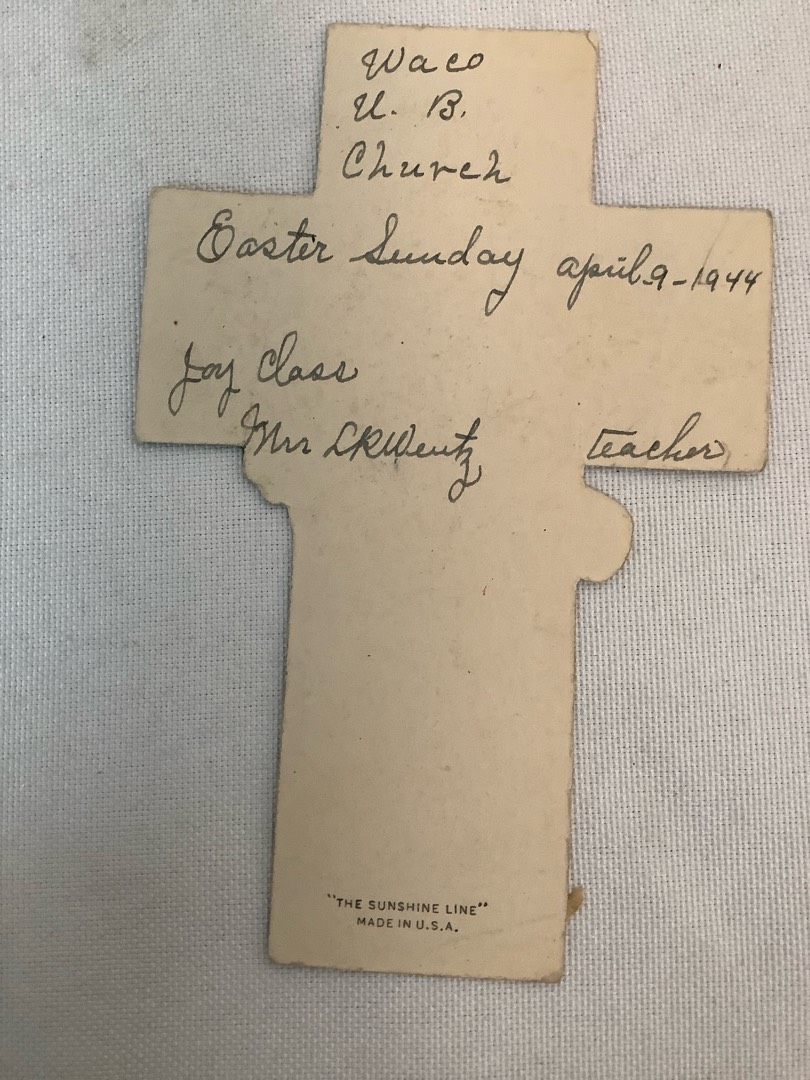 Waco
U. B.
Church
Easter Sunday april 9-1944
Joy Class
Mrs L R Wentz teacher
"THE SUNSHINE LINE"
MADE IN U.S.A.